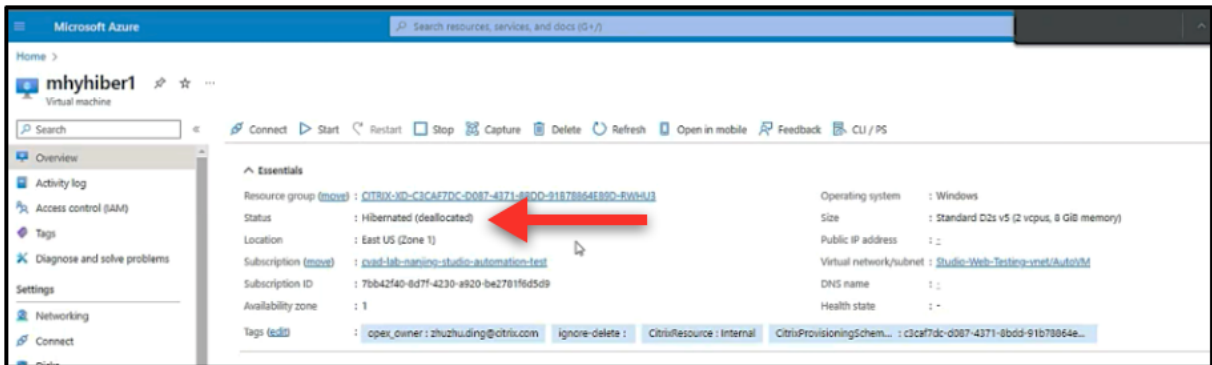 Microsoft Azure
Search resources, services, and docs (G+/)
Home >
mhyhiber1
Virtual machine
Search
Connect Start Restart Stop Capture Delete Refresh Open in mobile Feedback CLI / PS
Overview
Activity log
Access control (IAM)
Tags
Diagnose and solve problems
Settings
Networking
Connect
Disks
Essentials
Resource group (move) : CITRIX-XD-C3CAF7DC-D087-4371-8BDD-91B78864E89D-RWHU3
Status : Hibernated (deallocated)
Location : East US (Zone 1)
Subscription (move) : cvad-lab-nanjing-studio-automation-test
Subscription ID : 7bb42f40-8d7f-4230-a920-be2781f6d5d9
Availability zone : 1
Operating system : Windows
Size : Standard D2s v5 (2 vcpus, 8 GiB memory)
Public IP address : -
Virtual network/subnet : Studio-Web-Testing-vnet/AutoVM
DNS name : -
Health state : -
Tags (edit) : opex_owner : zhuzhu.ding@citrix.com ignore-delete : CitrixResource : Internal CitrixProvisioningSchem... : c3caf7dc-d087-4371-8bdd-91b78864e...